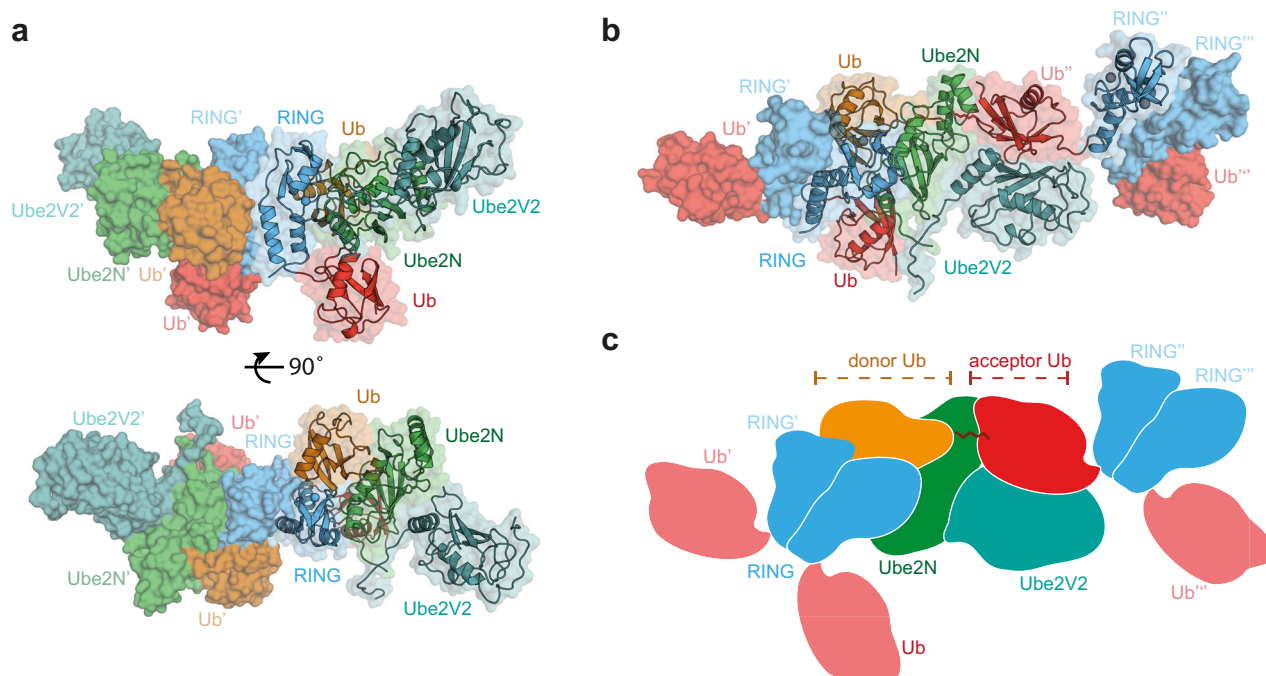 a
RING'
RING
Ub
Ube2V2'
Ube2V2
Ube2N'
Ub'
Ube2N
Ub
Ub'
90°
Ube2V2'
Ub'
RING'
Ub
Ube2N
Ube2N'
RING
Ub'
Ube2V2
b
RING''
RING'''
Ub
Ube2N
Ub''
RING'
Ub'
Ub'''
RING
Ub
Ube2V2
c
donor Ub
acceptor Ub
RING''
RING'''
RING'
Ub'
RING
Ube2N
Ube2V2
Ub'''
Ub